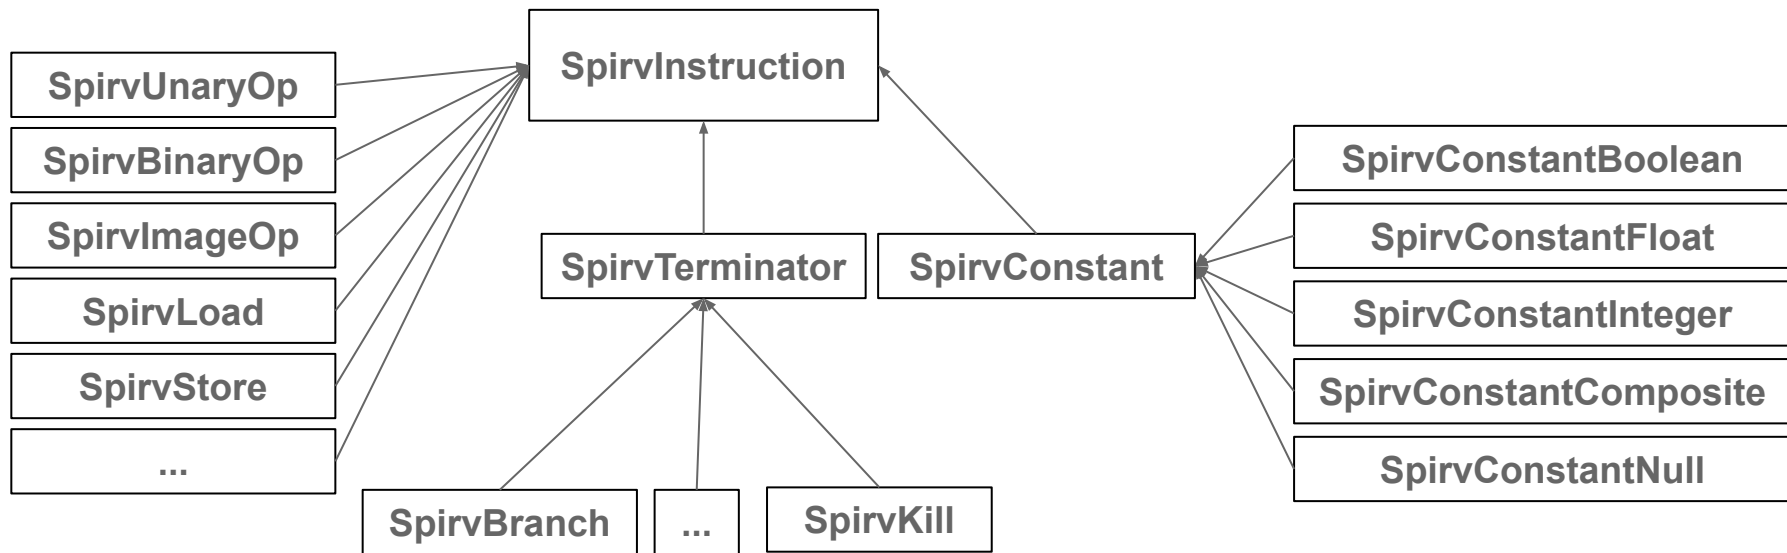 SpirvInstruction
SpirvUnaryOp
SpirvBinaryOp
SpirvImageOp
SpirvLoad
SpirvStore
...
SpirvTerminator
SpirvConstant
SpirvBranch
...
SpirvKill
SpirvConstantBoolean
SpirvConstantFloat
SpirvConstantInteger
SpirvConstantComposite
SpirvConstantNull